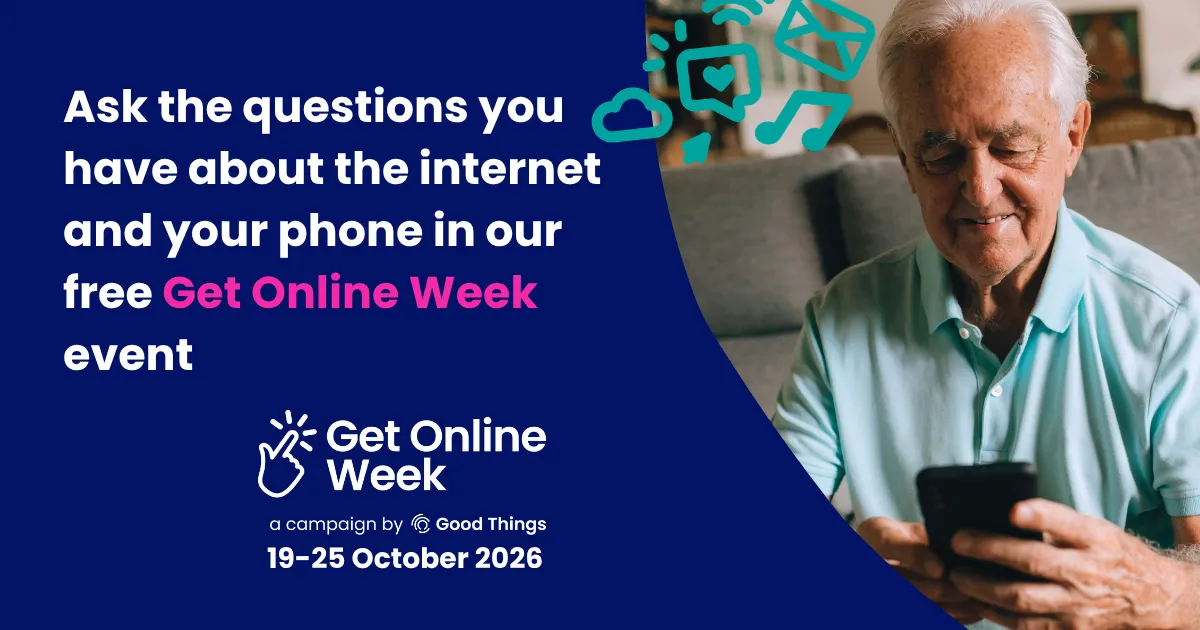 Ask the questions you
have about the internet
and your phone in our
free Get Online Week
event
Get Online
Week
a campaign by Good Things
19-25 October 2026